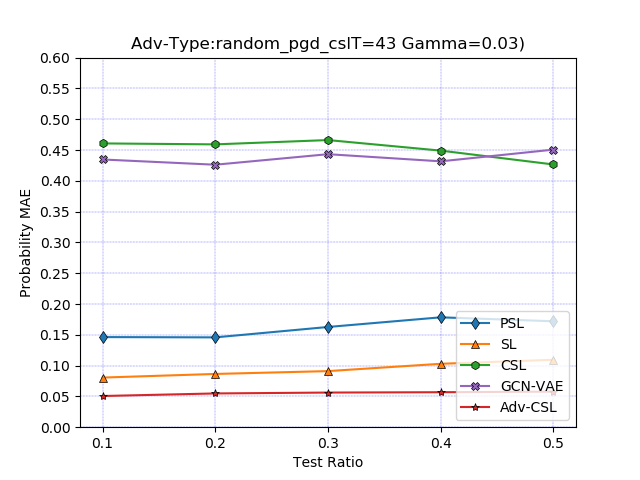 Adv-Type:random_pgd_cslT=43 Gamma=0.03)
0.60
0.55
0.50
0.45
0.40
0.35
0.30
0.25
0.20
0.15
0.10
0.05
0.00
Probability MAE
PSL
SL
CSL
GCN-VAE
Adv-CSL
0.1 0.2 0.3 0.4 0.5
Test Ratio